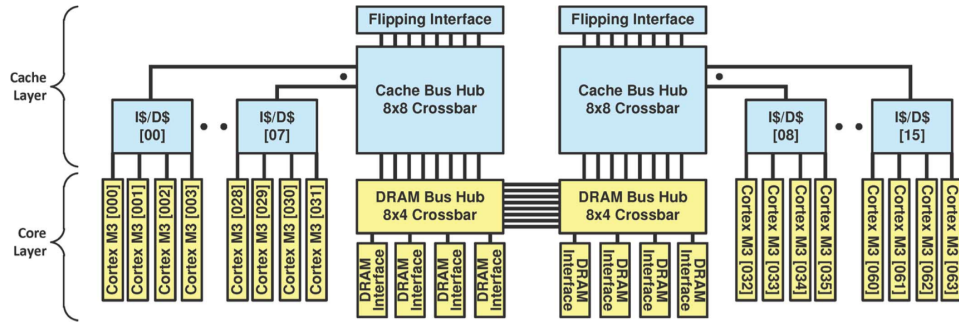 Flipping Interface
Flipping Interface
Cache
Layer
Cache Bus Hub
8x8 Crossbar
Cache Bus Hub
8x8 Crossbar
I$/D$
[00]
I$/D$
[07]
I$/D$
[08]
I$/D$
[15]
Core
Layer
Cortex M3 [000]
Cortex M3 [001]
Cortex M3 [002]
Cortex M3 [003]
Cortex M3 [028]
Cortex M3 [029]
Cortex M3 [030]
Cortex M3 [031]
DRAM Bus Hub
8x4 Crossbar
DRAM Bus Hub
8x4 Crossbar
DRAM
Interface
DRAM
Interface
DRAM
Interface
DRAM
Interface
DRAM
Interface
DRAM
Interface
DRAM
Interface
DRAM
Interface
Cortex M3 [032]
Cortex M3 [033]
Cortex M3 [034]
Cortex M3 [035]
Cortex M3 [060]
Cortex M3 [061]
Cortex M3 [062]
Cortex M3 [063]